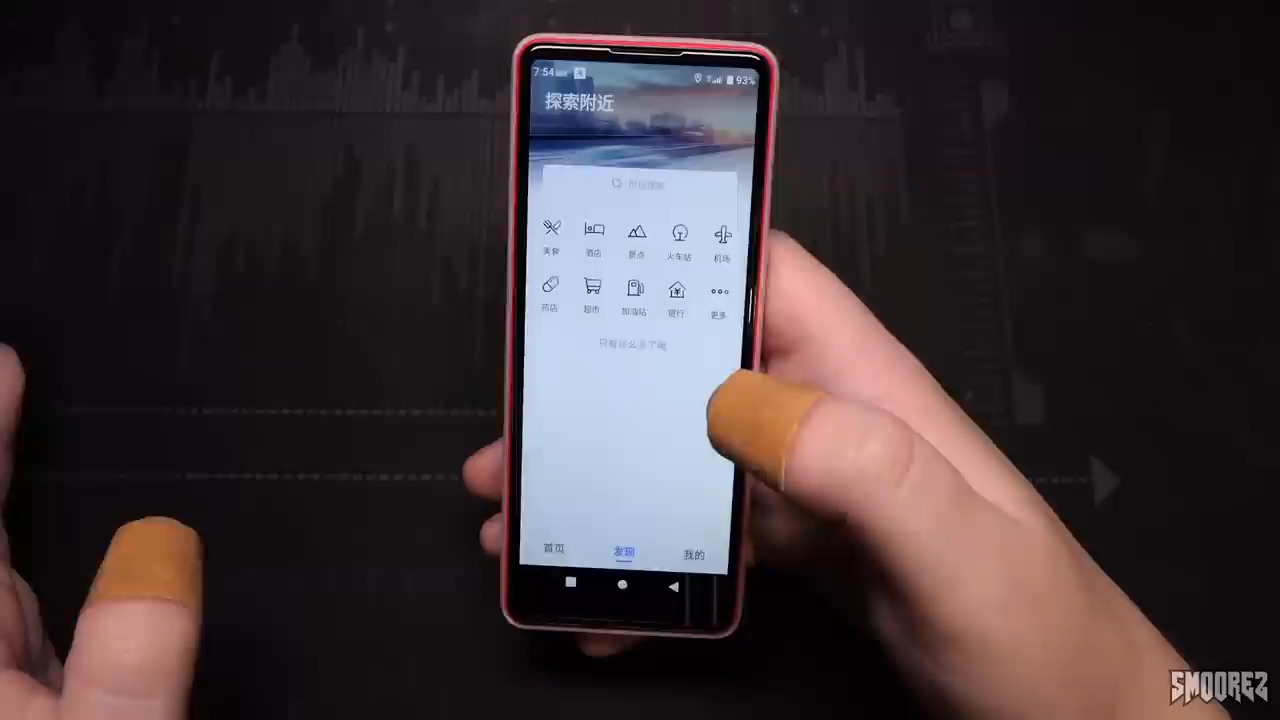 7:54
93%
探索附近
美食 酒店 景点 火车站 机场
药店 超市 加油站 银行 更多
首页 发现 我的
SMOOREZ